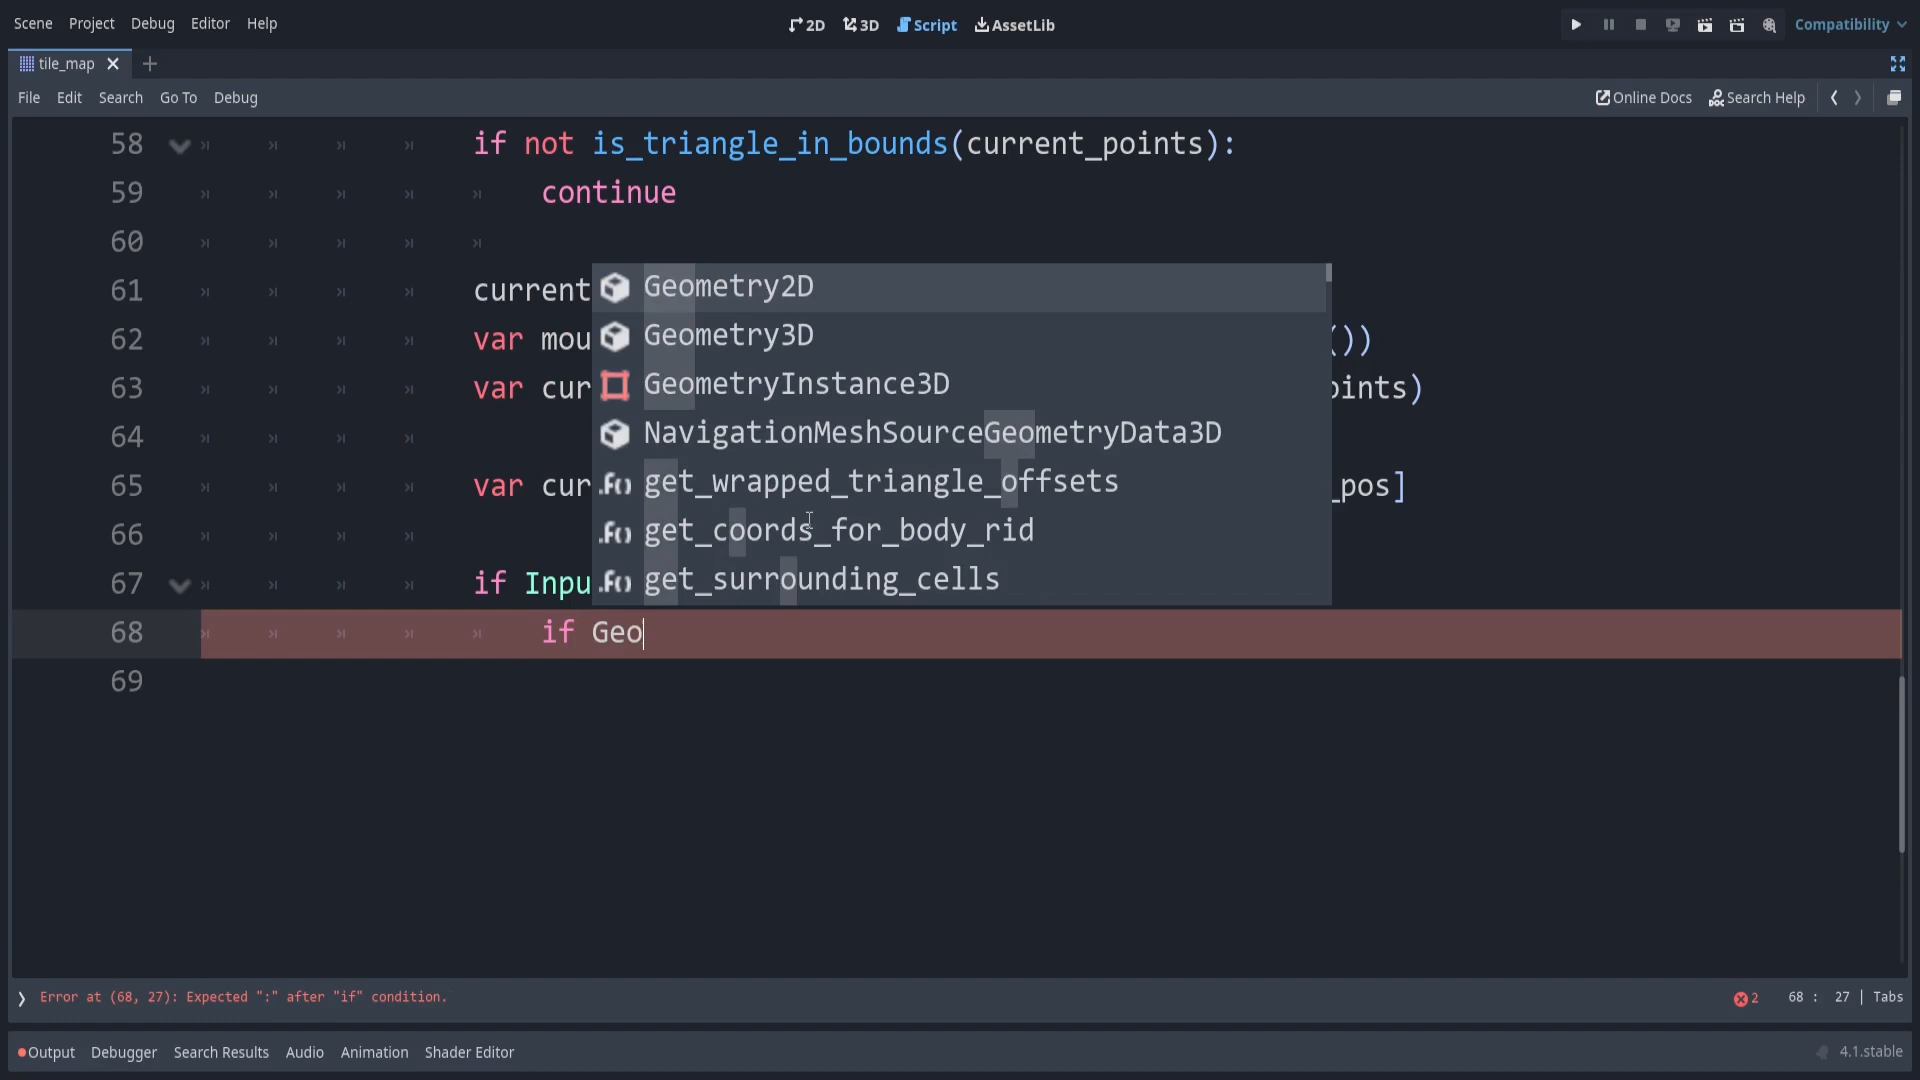 Scene Project Debug Editor Help 2D 3D Script AssetLib Compatibility
tile_map
File Edit Search Go To Debug Online Docs Search Help
58 if not is_triangle_in_bounds(current_points):
59 continue
60
61 current
62 var mou ())
63 var cur oints)
64
65 var cur _pos]
66
67 if Inpu
68 if Geo
69
Geometry2D
Geometry3D
GeometryInstance3D
NavigationMeshSourceGeometryData3D
get_wrapped_triangle_offsets
get_coords_for_body_rid
get_surrounding_cells
Error at (68, 27): Expected ":" after "if" condition. 2 68 : 27 | Tabs
Output Debugger Search Results Audio Animation Shader Editor 4.1.stable